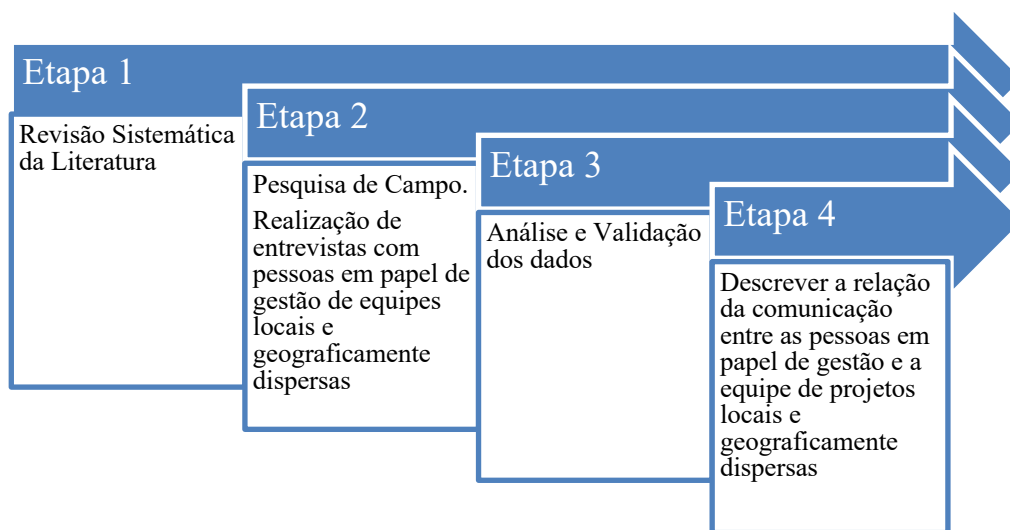 Etapa 1
Revisão Sistemática
da Literatura
Etapa 2
Pesquisa de Campo.
Realização de
entrevistas com
pessoas em papel de
gestão de equipes
locais e
geograficamente
dispersas
Etapa 3
Análise e Validação
dos dados
Etapa 4
Descrever a relação
da comunicação
entre as pessoas em
papel de gestão e a
equipe de projetos
locais e
geograficamente
dispersas